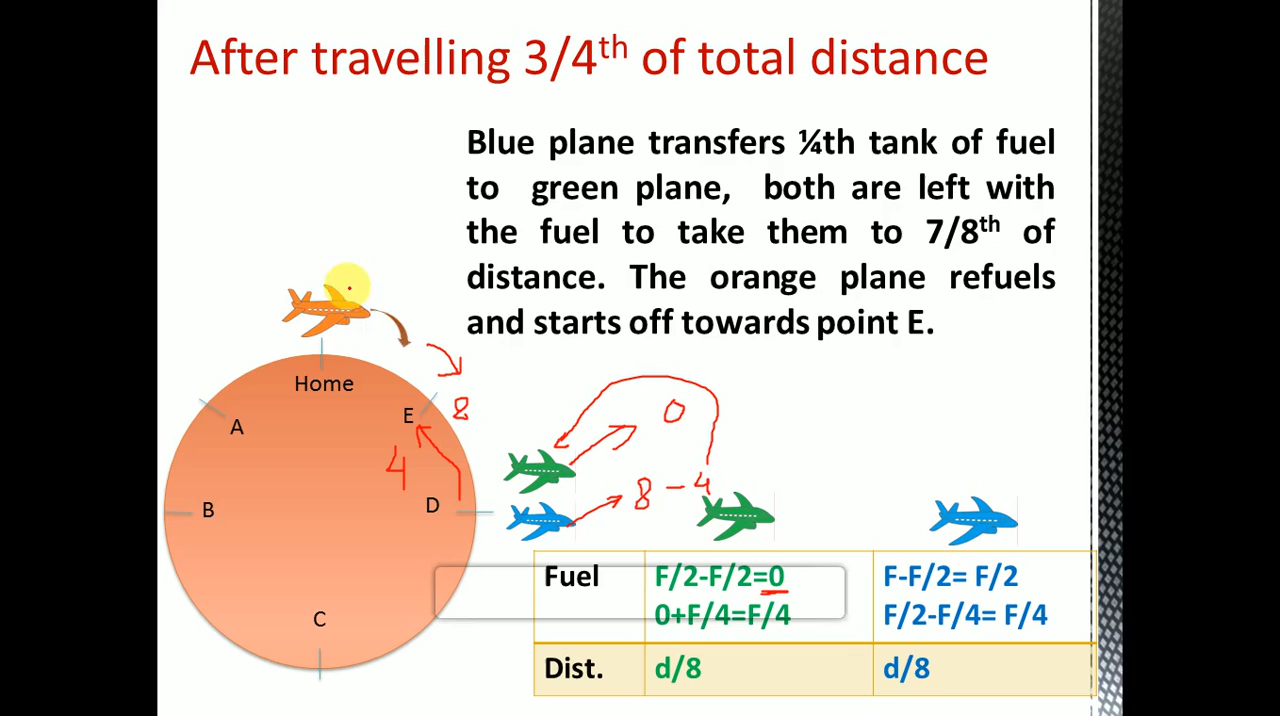 After travelling 3/4th of total distance
Blue plane transfers ¼th tank of fuel
to green plane, both are left with
the fuel to take them to 7/8th of
distance. The orange plane refuels
and starts off towards point E.
Home
A
E
8
4
B
D
C
0
8 - 4
Fuel
F/2-F/2=0
0+F/4=F/4
F-F/2= F/2
F/2-F/4= F/4
Dist.
d/8
d/8